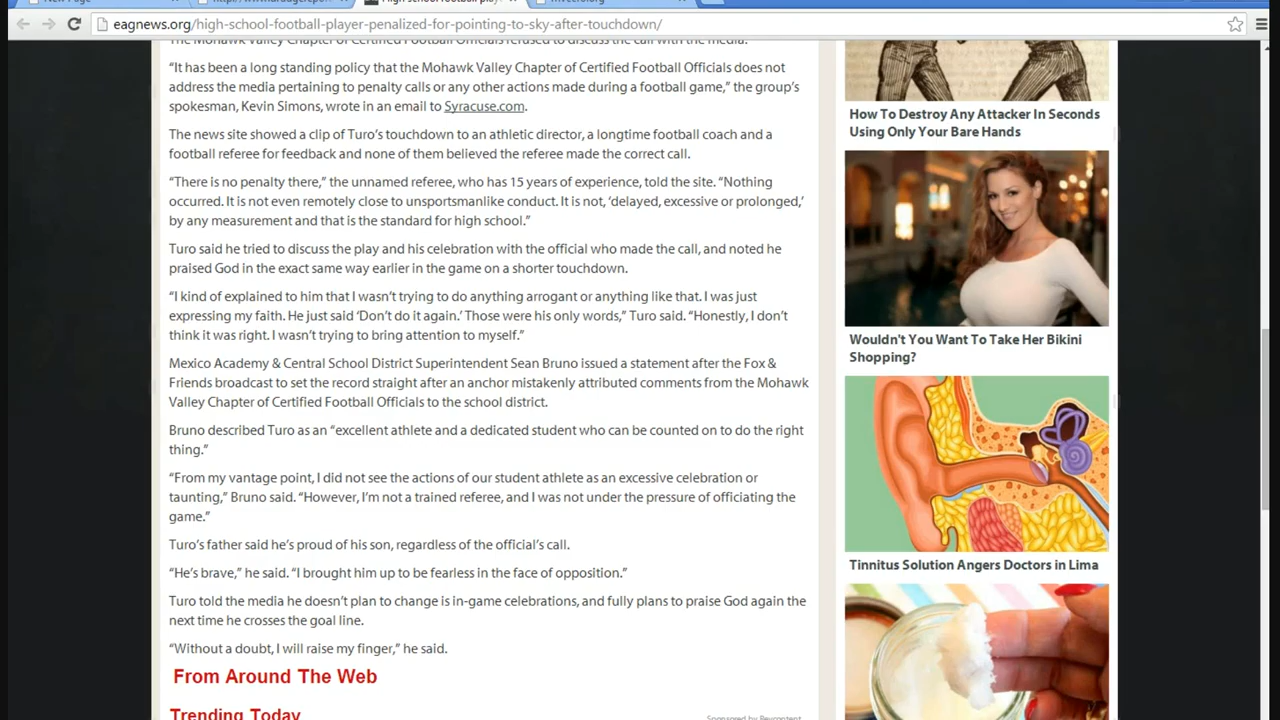 eagnews.org/high-school-football-player-penalized-for-pointing-to-sky-after-touchdown/
The Mohawk Valley Chapter of Certified Football Officials refused to discuss the call with the media.
“It has been a long standing policy that the Mohawk Valley Chapter of Certified Football Officials does not
address the media pertaining to penalty calls or any other actions made during a football game,” the group’s
spokesman, Kevin Simons, wrote in an email to Syracuse.com.
The news site showed a clip of Turo’s touchdown to an athletic director, a longtime football coach and a
football referee for feedback and none of them believed the referee made the correct call.
“There is no penalty there,” the unnamed referee, who has 15 years of experience, told the site. “Nothing
occurred. It is not even remotely close to unsportsmanlike conduct. It is not, ‘delayed, excessive or prolonged,’
by any measurement and that is the standard for high school.”
Turo said he tried to discuss the play and his celebration with the official who made the call, and noted he
praised God in the exact same way earlier in the game on a shorter touchdown.
“I kind of explained to him that I wasn’t trying to do anything arrogant or anything like that. I was just
expressing my faith. He just said ‘Don’t do it again.’ Those were his only words,” Turo said. “Honestly, I don’t
think it was right. I wasn’t trying to bring attention to myself.”
Mexico Academy & Central School District Superintendent Sean Bruno issued a statement after the Fox &
Friends broadcast to set the record straight after an anchor mistakenly attributed comments from the Mohawk
Valley Chapter of Certified Football Officials to the school district.
Bruno described Turo as an “excellent athlete and a dedicated student who can be counted on to do the right
thing.”
“From my vantage point, I did not see the actions of our student athlete as an excessive celebration or
taunting,” Bruno said. “However, I’m not a trained referee, and I was not under the pressure of officiating the
game.”
Turo’s father said he’s proud of his son, regardless of the official’s call.
“He’s brave,” he said. “I brought him up to be fearless in the face of opposition.”
Turo told the media he doesn’t plan to change is in-game celebrations, and fully plans to praise God again the
next time he crosses the goal line.
“Without a doubt, I will raise my finger,” he said.
From Around The Web
Trending Today
Sponsored by Revcontent
How To Destroy Any Attacker In Seconds
Using Only Your Bare Hands
Wouldn't You Want To Take Her Bikini
Shopping?
Tinnitus Solution Angers Doctors in Lima